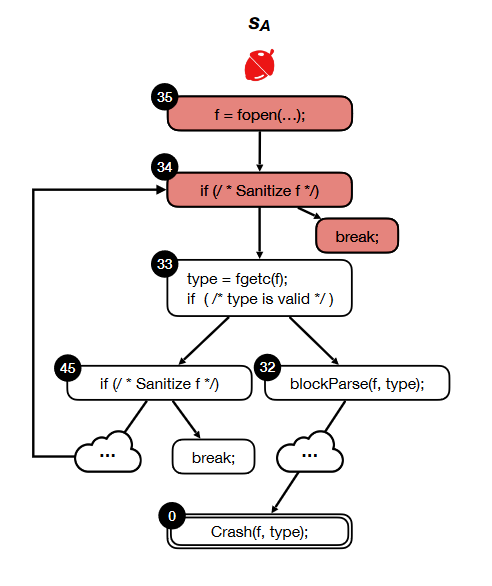 SA
35
f = fopen(...);
34
if (/ * Sanitize f */)
break;
33
type = fgetc(f);
if ( /* type is valid */ )
45
if (/ * Sanitize f */)
32
blockParse(f, type);
...
break;
...
0
Crash(f, type);